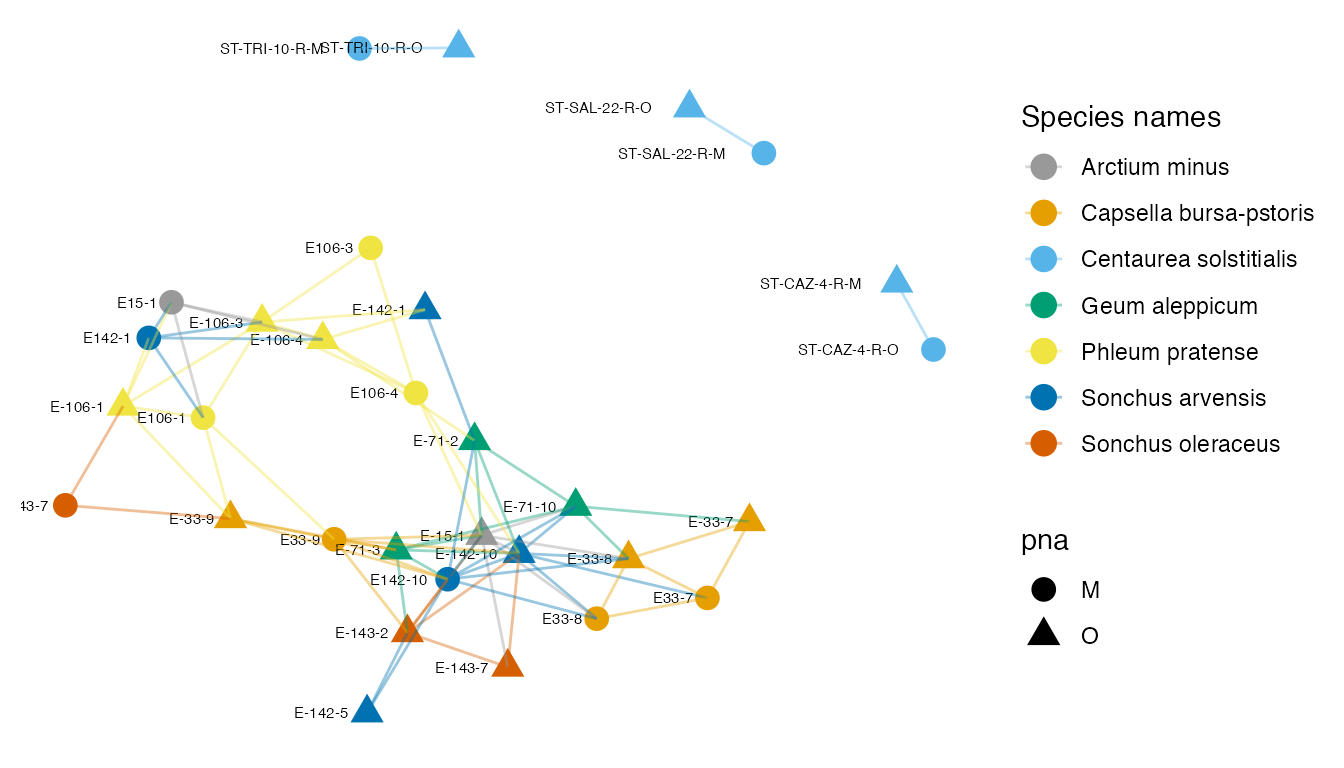 ST-TRI-10-R-M
ST-TRI-10-R-O
ST-SAL-22-R-O
ST-SAL-22-R-M
E106-3
ST-CAZ-4-R-M
E15-1
E-142-1
E-106-3
E142-1
E-106-4
ST-CAZ-4-R-O
E106-4
E-106-1
E106-1
E-71-2
43-7
E-71-10
E-33-9
E-33-7
E-15-1
E33-9
E-71-3
E-142-10
E-33-8
E142-10
E33-7
E33-8
E-143-2
E-143-7
E-142-5
Species names
Arctium minus
Capsella bursa-pstoris
Centaurea solstitialis
Geum aleppicum
Phleum pratense
Sonchus arvensis
Sonchus oleraceus
pna
M
O